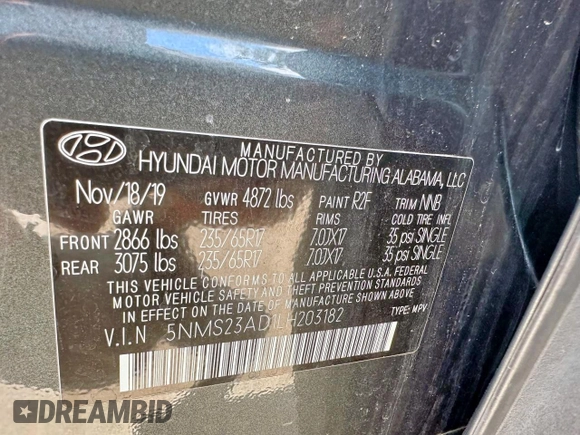 MANUFACTURED BY
HYUNDAI MOTOR MANUFACTURING ALABAMA, LLC
Nov/18/19 GVWR 4872 lbs PAINT R2F TRIM NNB
GAWR TIRES RIMS COLD TIRE INFL
FRONT 2866 lbs 235/65R17 7.0JX17 35 psi SINGLE
REAR 3075 lbs 235/65R17 7.0JX17 35 psi SINGLE
THIS VEHICLE CONFORMS TO ALL APPLICABLE U.S.A. FEDERAL
MOTOR VEHICLE SAFETY AND THEFT PREVENTION STANDARDS
IN EFFECT ON THE DATE OF MANUFACTURE SHOWN ABOVE.
V.I.N 5NMS23AD1LH203182 TYPE: MPV
DREAMBID